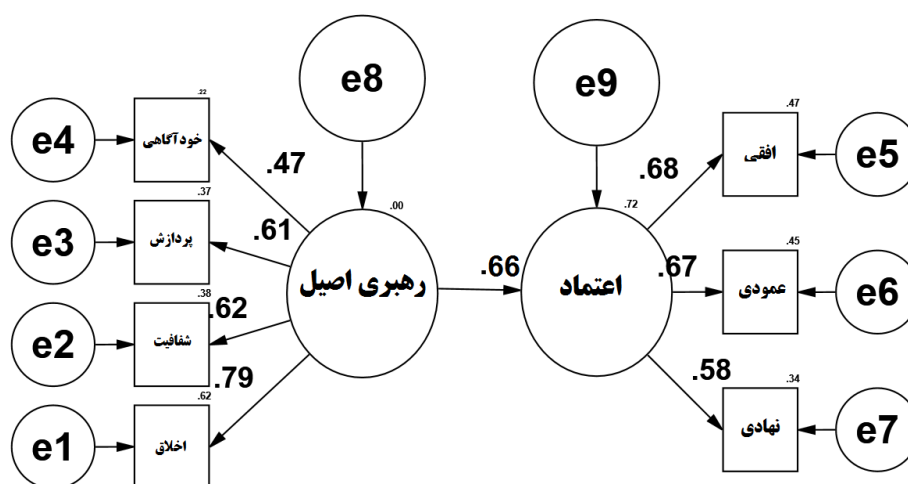 e8
e9
e4
.22
خودآگاهی
.47
e3
.37
پردازش
.61
e2
.38
شفافیت
.62
e1
.62
اخلاق
.79
.00
رهبری اصیل
.66
.72
اعتماد
.68
.47
افقی
e5
.67
.45
عمودی
e6
.58
.34
نهادی
e7